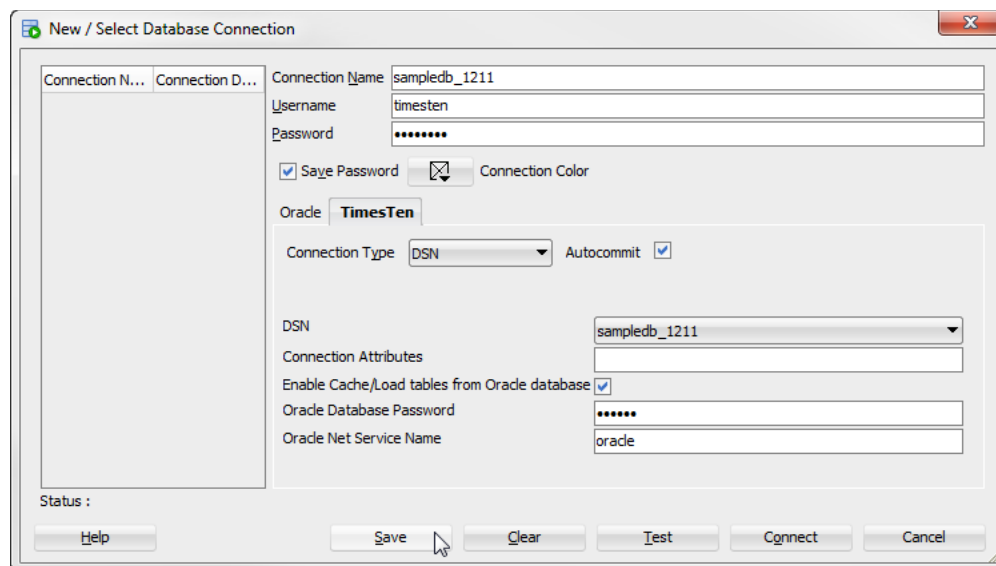 New / Select Database Connection
Connection N... Connection D...
Connection Name sampledb_1211
Username timesten
Password ••••••••
Save Password Connection Color
Oracle TimesTen
Connection Type DSN Autocommit
DSN sampledb_1211
Connection Attributes
Enable Cache/Load tables from Oracle database
Oracle Database Password ••••••
Oracle Net Service Name oracle
Status :
Help Save Clear Test Connect Cancel